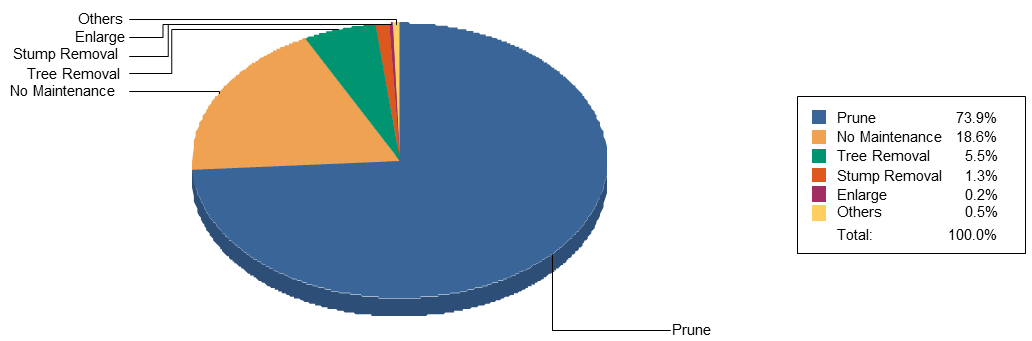 Others
Enlarge
Stump Removal
Tree Removal
No Maintenance
Prune
Prune 73.9%
No Maintenance 18.6%
Tree Removal 5.5%
Stump Removal 1.3%
Enlarge 0.2%
Others 0.5%
Total: 100.0%